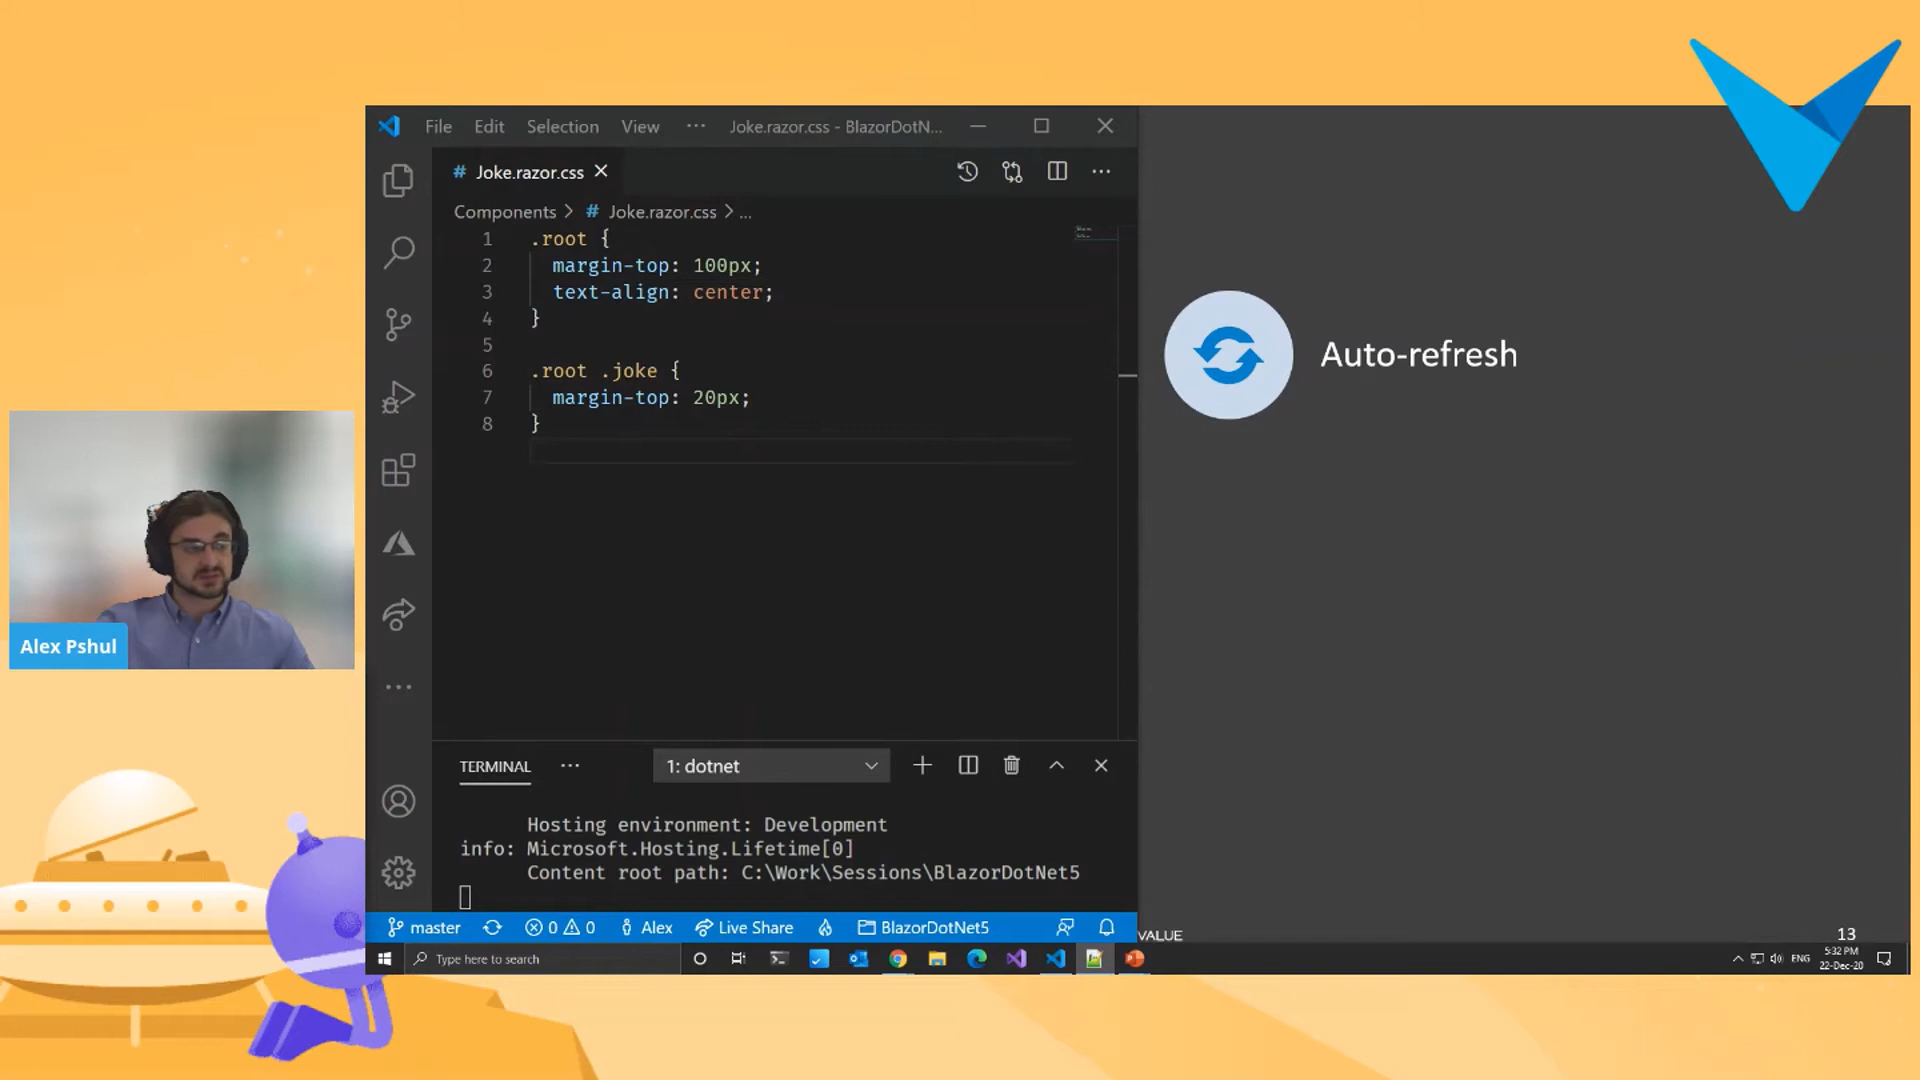 File Edit Selection View ··· Joke.razor.css - BlazorDotN...
# Joke.razor.css
Components > # Joke.razor.css > ...
1 .root {
2 margin-top: 100px;
3 text-align: center;
4 }
5
6 .root .joke {
7 margin-top: 20px;
8 }
Auto-refresh
Alex Pshul
TERMINAL ··· 1: dotnet
Hosting environment: Development
info: Microsoft.Hosting.Lifetime[0]
Content root path: C:\Work\Sessions\BlazorDotNet5
master 0 0 Alex Live Share BlazorDotNet5
VALUE
13
Type here to search
ENG
5:32 PM
22-Dec-20